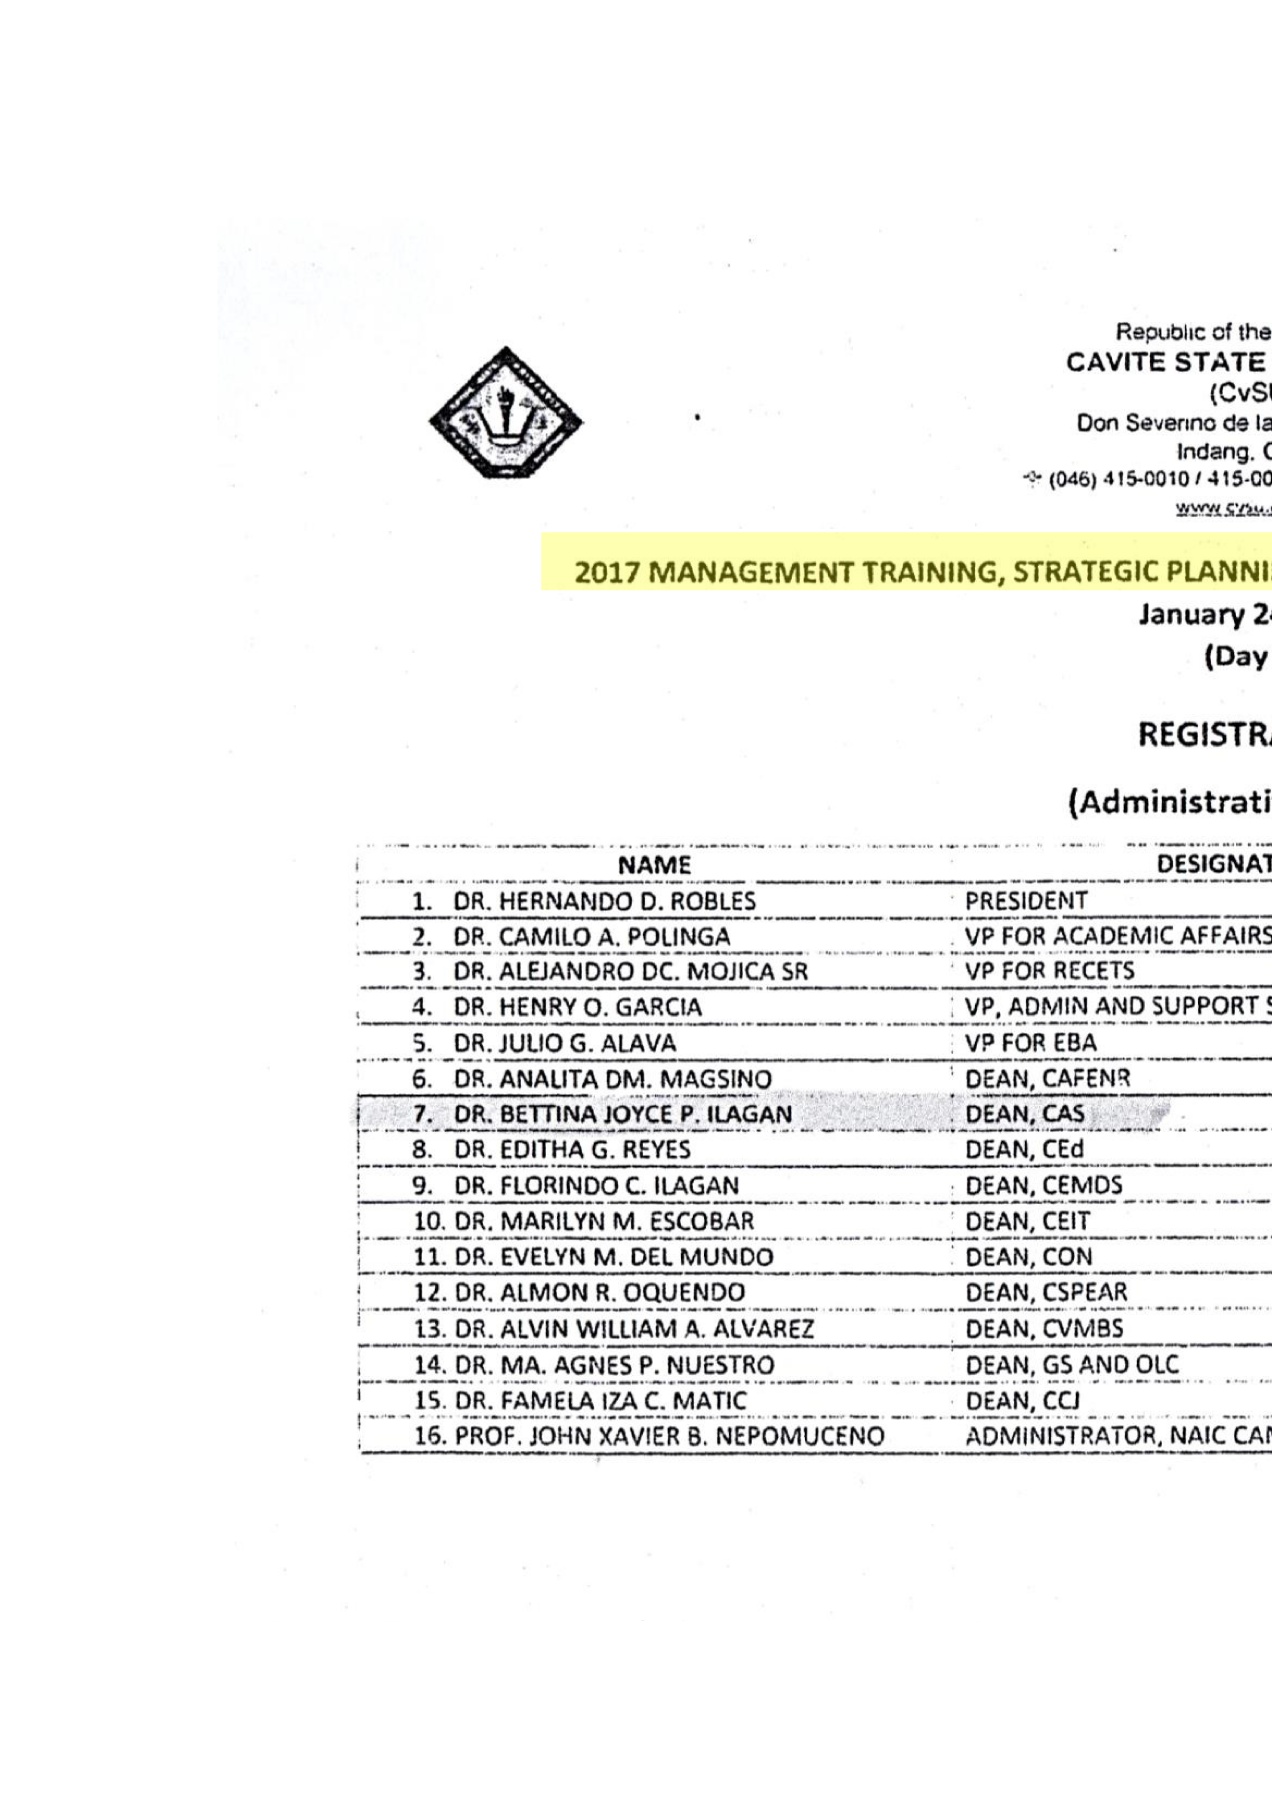 Republic of the
CAVITE STATE
(CvSU
Don Severino de la
Indang, C
(046) 415-0010 / 415-00
www.cvsu.
2017 MANAGEMENT TRAINING, STRATEGIC PLANNI
January 24
(Day
REGISTRA
(Administrati
NAME DESIGNAT
1. DR. HERNANDO D. ROBLES PRESIDENT
2. DR. CAMILO A. POLINGA VP FOR ACADEMIC AFFAIRS
3. DR. ALEJANDRO DC. MOJICA SR VP FOR RECETS
4. DR. HENRY O. GARCIA VP, ADMIN AND SUPPORT S
5. DR. JULIO G. ALAVA VP FOR EBA
6. DR. ANALITA DM. MAGSINO DEAN, CAFENR
7. DR. BETTINA JOYCE P. ILAGAN DEAN, CAS
8. DR. EDITHA G. REYES DEAN, CEd
9. DR. FLORINDO C. ILAGAN DEAN, CEMDS
10. DR. MARILYN M. ESCOBAR DEAN, CEIT
11. DR. EVELYN M. DEL MUNDO DEAN, CON
12. DR. ALMON R. OQUENDO DEAN, CSPEAR
13. DR. ALVIN WILLIAM A. ALVAREZ DEAN, CVMBS
14. DR. MA. AGNES P. NUESTRO DEAN, GS AND OLC
15. DR. FAMELA IZA C. MATIC DEAN, CCJ
16. PROF. JOHN XAVIER B. NEPOMUCENO ADMINISTRATOR, NAIC CAM